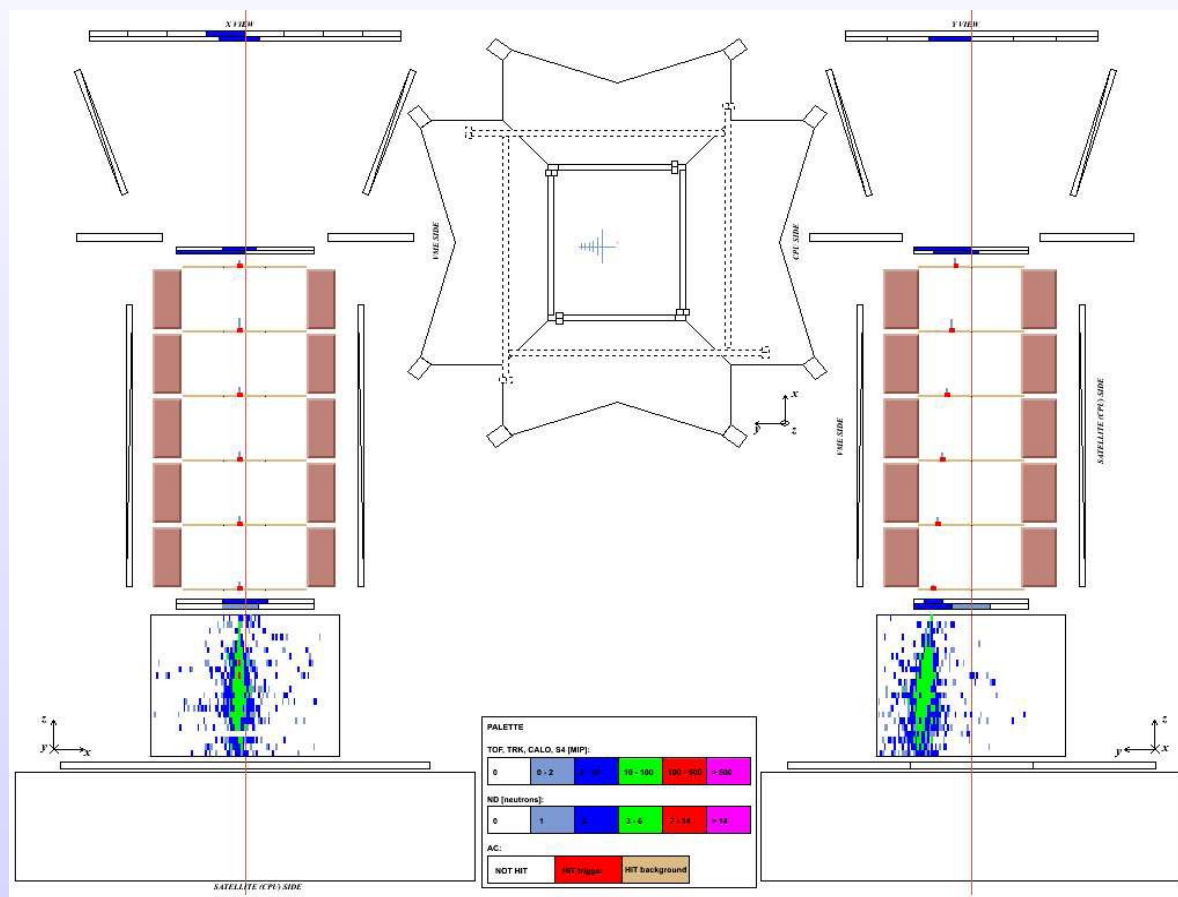 X VIEW
Y VIEW
VME SIDE
CPU SIDE
x
y
z
VME SIDE
SATELLITE (CPU) SIDE
z
y
x
z
y
x
PALETTE
TOF, TRK, CALO, S4 [MIP]:
0 0 - 2 10 - 100 > 500
ND [neutrons]:
0 1 3 - 6 7 - 14 > 14
AC:
NOT HIT HIT trigger HIT background
SATELLITE (CPU) SIDE